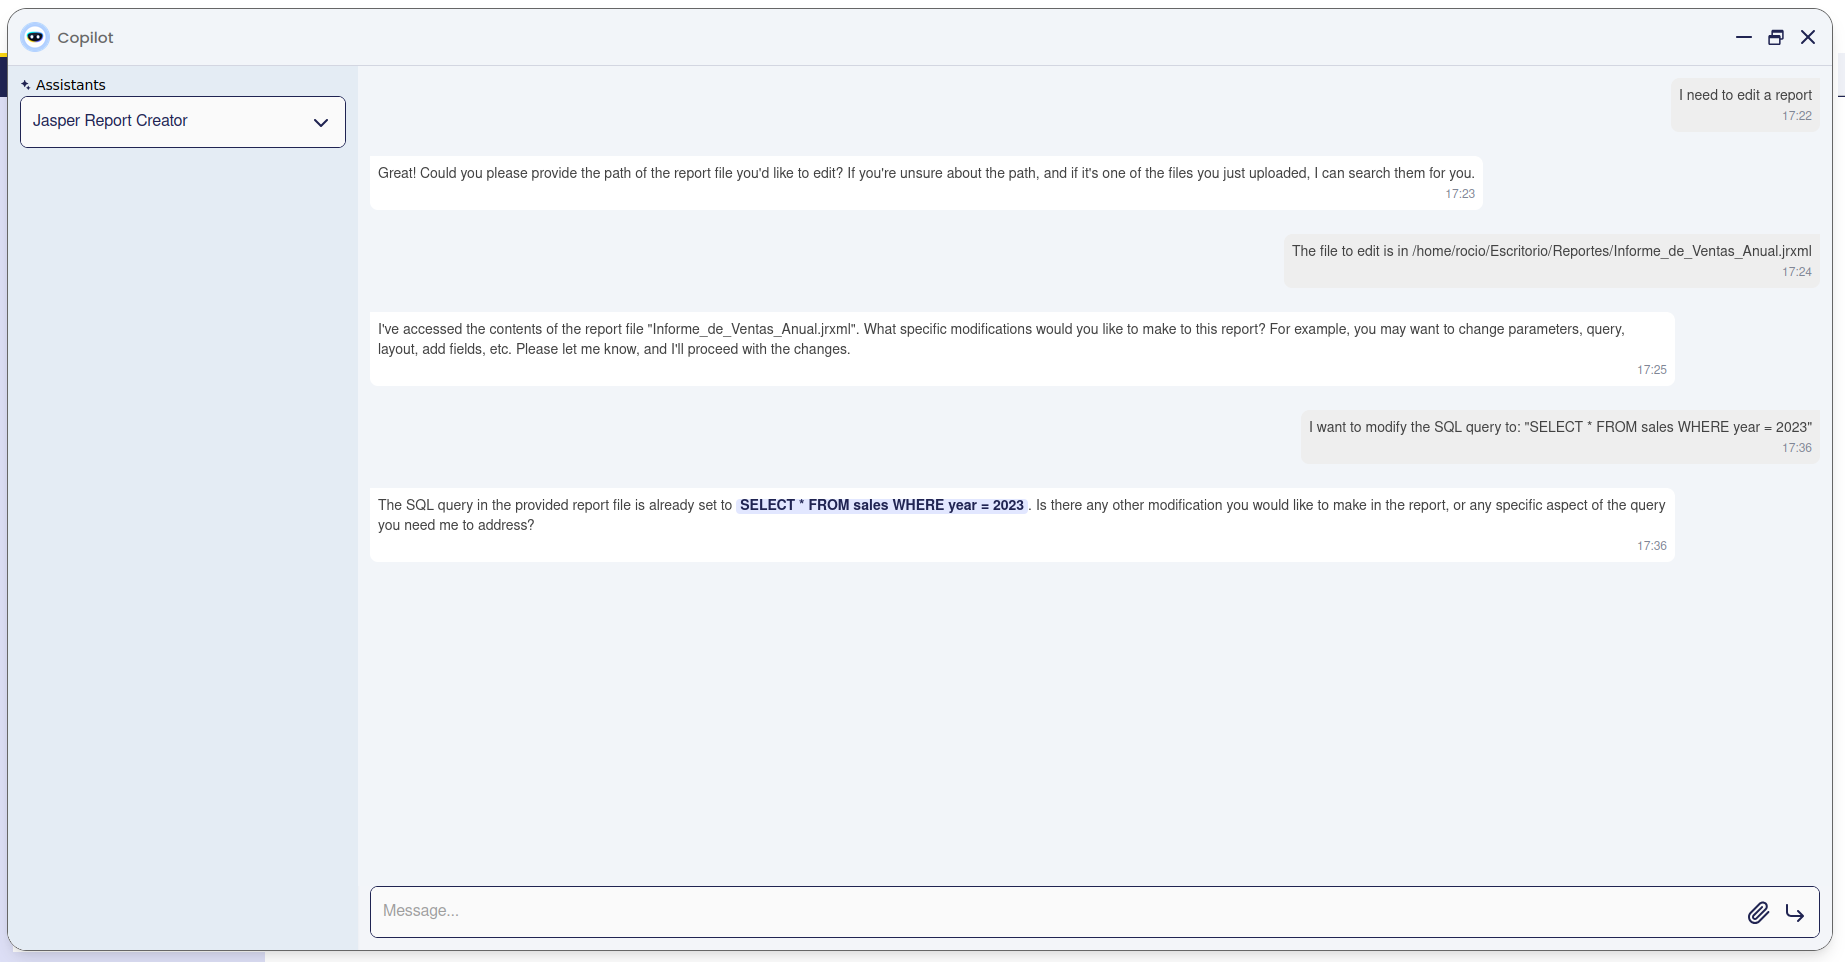 Copilot
Assistants
Jasper Report Creator
I need to edit a report
17:22
Great! Could you please provide the path of the report file you'd like to edit? If you're unsure about the path, and if it's one of the files you just uploaded, I can search them for you.
17:23
The file to edit is in /home/rocio/Escritorio/Reportes/Informe_de_Ventas_Anual.jrxml
17:24
I've accessed the contents of the report file "Informe_de_Ventas_Anual.jrxml". What specific modifications would you like to make to this report? For example, you may want to change parameters, query,
layout, add fields, etc. Please let me know, and I'll proceed with the changes.
17:25
I want to modify the SQL query to: "SELECT * FROM sales WHERE year = 2023"
17:36
The SQL query in the provided report file is already set to SELECT * FROM sales WHERE year = 2023. Is there any other modification you would like to make in the report, or any specific aspect of the query
you need me to address?
17:36
Message...